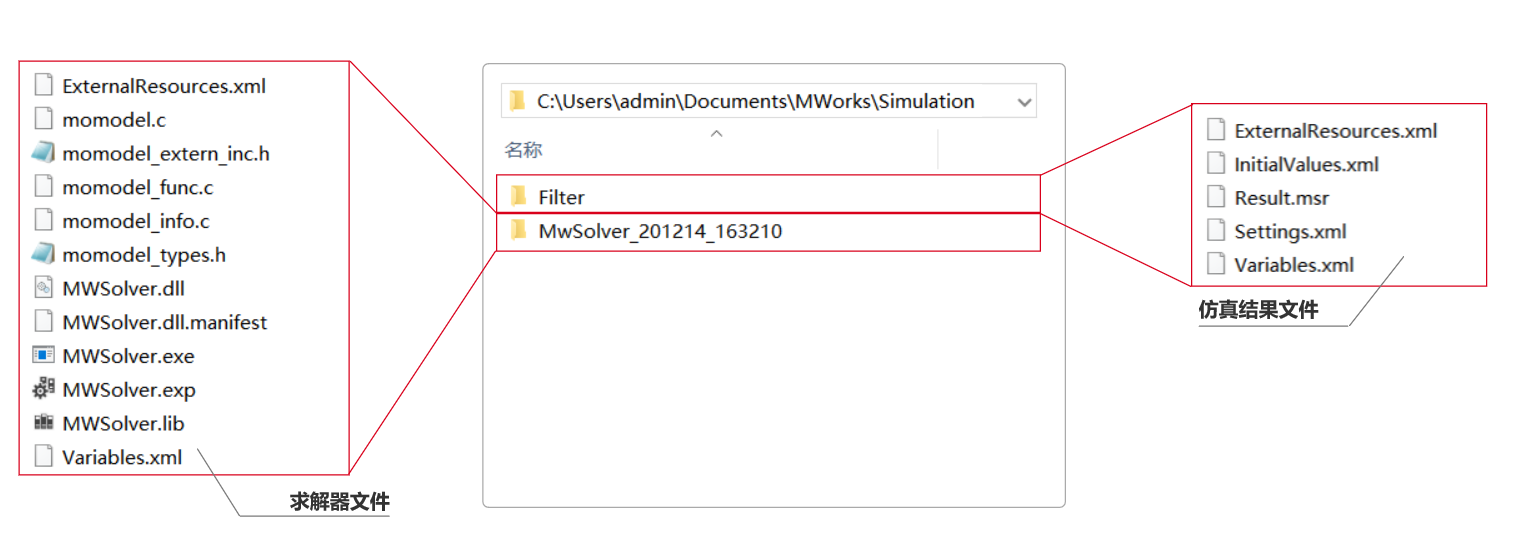 ExternalResources.xml
momodel.c
momodel_extern_inc.h
momodel_func.c
momodel_info.c
momodel_types.h
MWSolver.dll
MWSolver.dll.manifest
MWSolver.exe
MWSolver.exp
MWSolver.lib
Variables.xml
求解器文件
C:\Users\admin\Documents\MWorks\Simulation
名称
Filter
MwSolver_201214_163210
ExternalResources.xml
InitialValues.xml
Result.msr
Settings.xml
Variables.xml
仿真结果文件